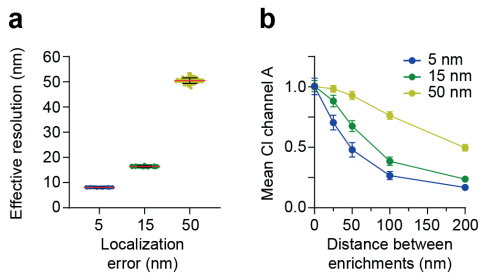 a
Effective resolution (nm)
60
50
40
30
20
10
0
5 15 50
Localization
error (nm)
b
5 nm
15 nm
50 nm
Mean CI channel A
1.0
0.5
0.0
0 50 100 150 200
Distance between
enrichments (nm)